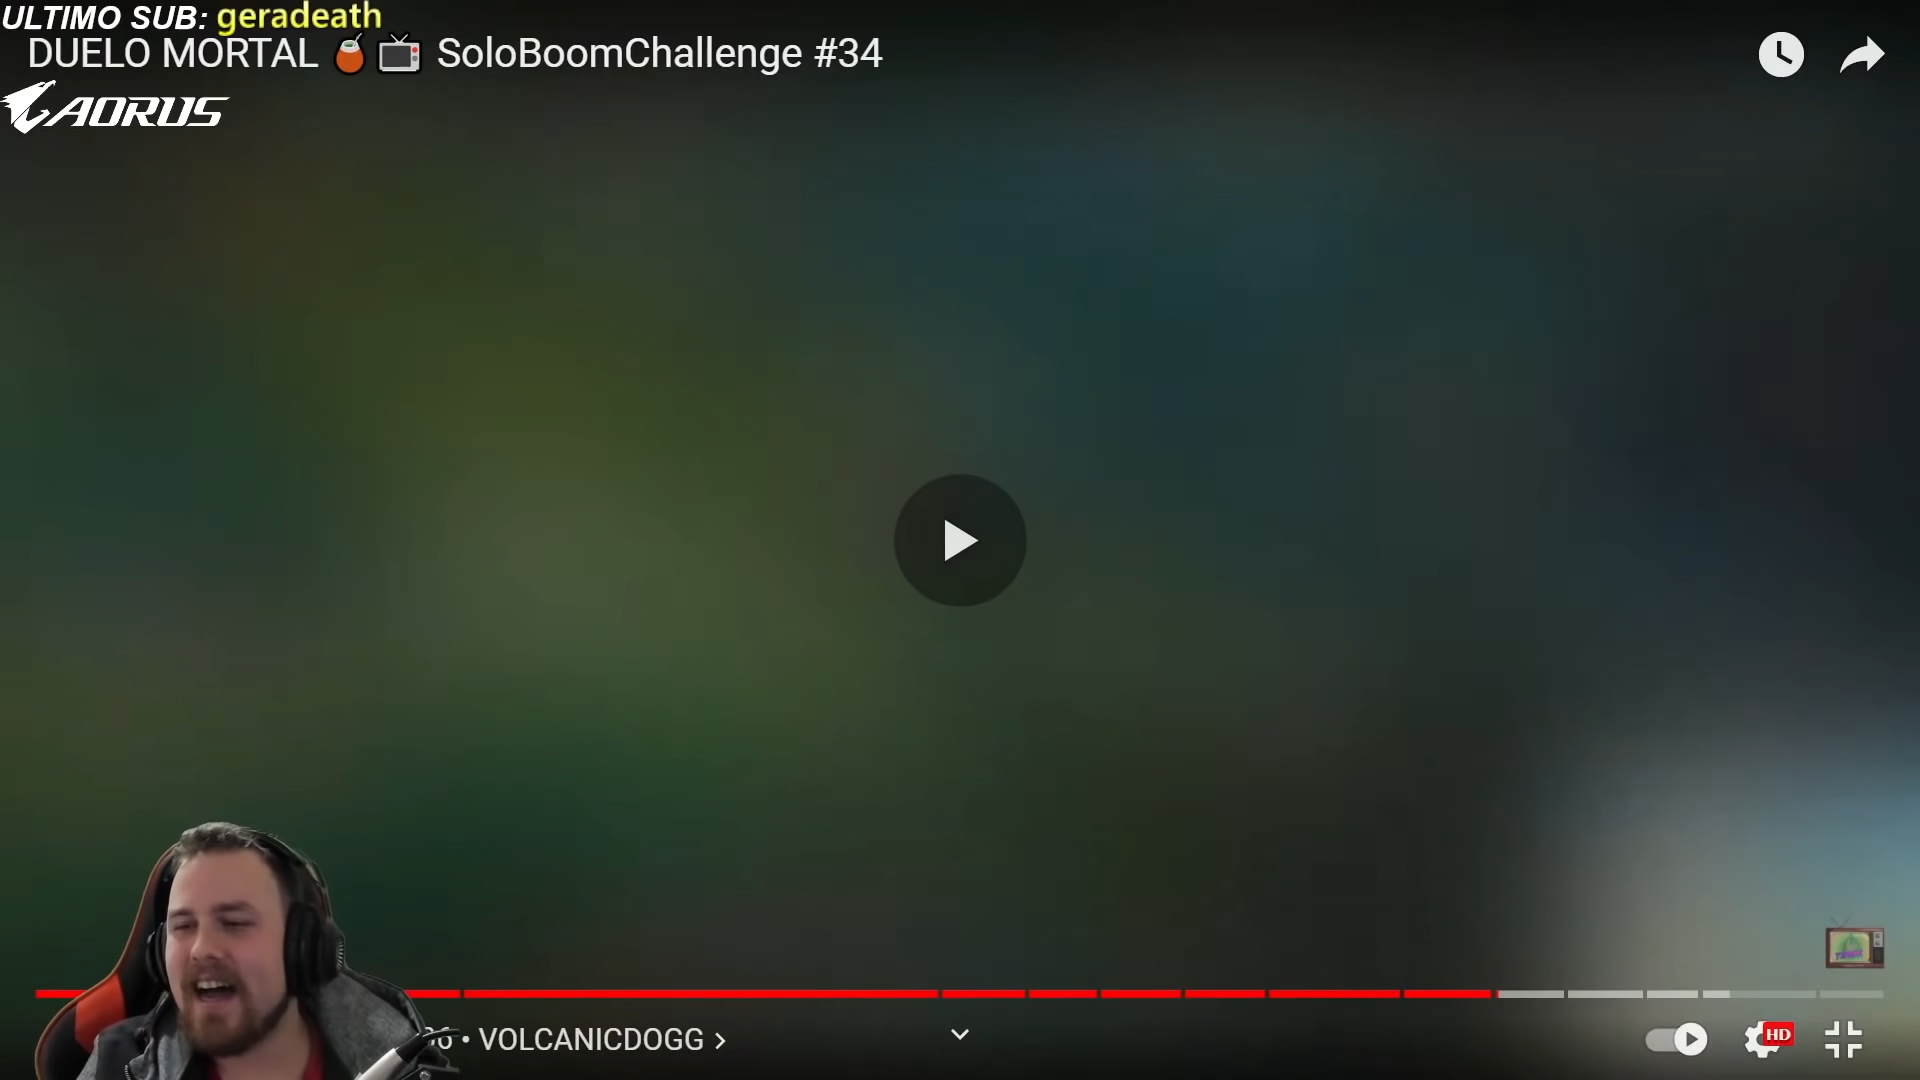 ULTIMO SUB: geradeath
DUELO MORTAL 🧉📺 SoloBoomChallenge #34
AORUS
• VOLCANICDOGG >
HD